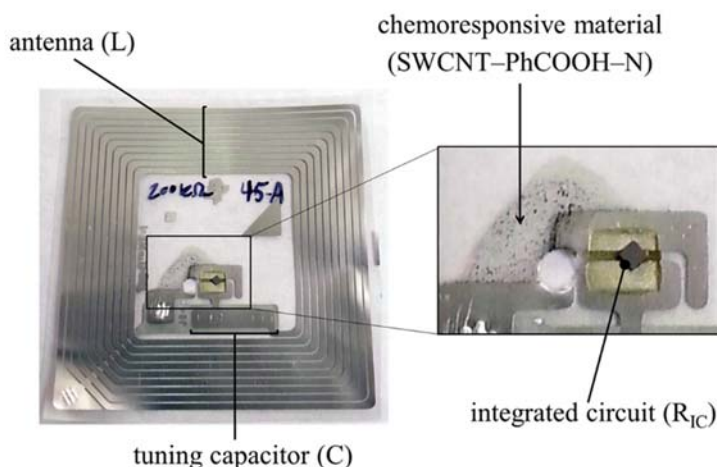 chemoresponsive material
(SWCNT–PhCOOH–N)
antenna (L)
200kΩ 45-A
integrated circuit (R_IC)
tuning capacitor (C)